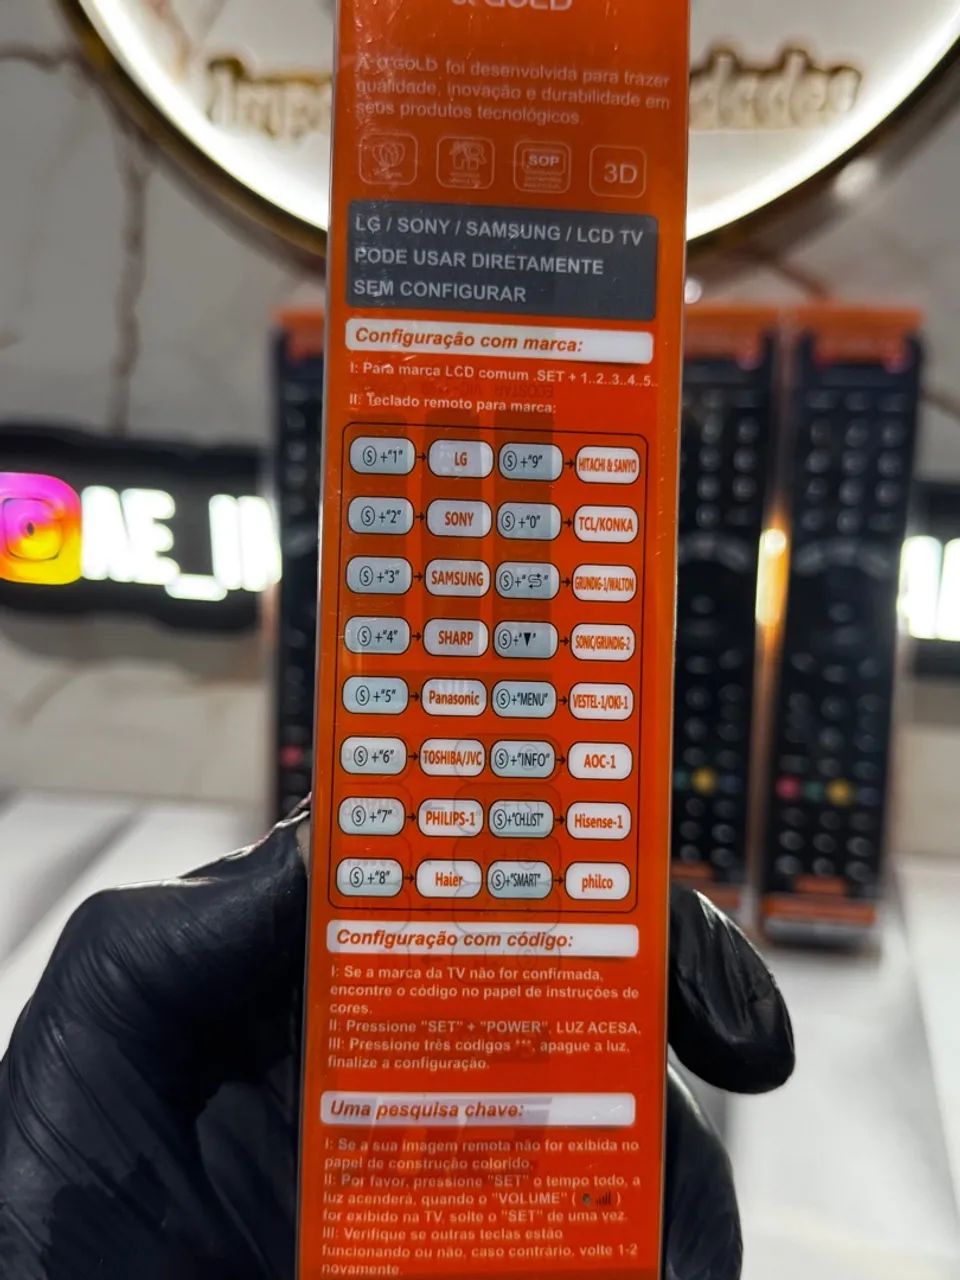 GOLD
foi desenvolvida para trazer
qualidade, inovação e durabilidade em
seus produtos tecnológicos.
SOP
3D
LG / SONY / SAMSUNG / LCD TV
PODE USAR DIRETAMENTE
SEM CONFIGURAR
Configuração com marca:
I: Para marca LCD comum .SET + 1..2..3..4..5..
II: Teclado remoto para marca:
Ⓢ+"1" → LG Ⓢ+"9" → HITACHI & SANYO
Ⓢ+"2" → SONY Ⓢ+"0" → TCL/KONKA
Ⓢ+"3" → SAMSUNG Ⓢ+"" → GRUNDIG-1/WALTON
Ⓢ+"4" → SHARP Ⓢ+"▼" → SONIC/GRUNDIG-2
Ⓢ+"5" → Panasonic Ⓢ+"MENU" → VESTEL-1/OKI-1
Ⓢ+"6" → TOSHIBA/JVC Ⓢ+"INFO" → AOC-1
Ⓢ+"7" → PHILIPS-1 Ⓢ+"CH.LIST" → Hisense-1
Ⓢ+"8" → Haier Ⓢ+"SMART" → philco
Configuração com código:
I: Se a marca da TV não for confirmada,
encontre o código no papel de instruções de
cores.
II: Pressione "SET" + "POWER", LUZ ACESA.
III: Pressione três códigos "*", apague a luz,
finalize a configuração.
Uma pesquisa chave:
I: Se a sua imagem remota não for exibida no
papel de construção colorido.
II: Por favor, pressione "SET" o tempo todo, a
luz acenderá, quando o "VOLUME" ( )
for exibido na TV, solte o "SET" de uma vez.
III: Verifique se outras teclas estão
funcionando ou não, caso contrário, volte 1-2
novamente.
AE_IM